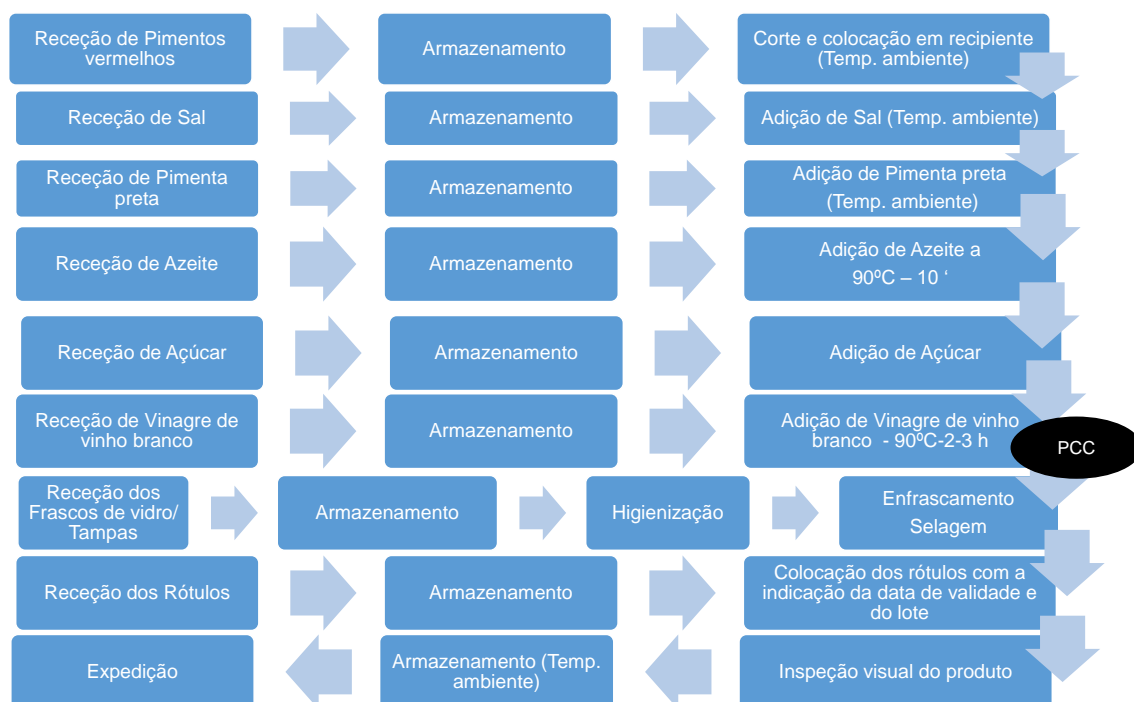 Receção de Pimentos
vermelhos
Armazenamento
Corte e colocação em recipiente
(Temp. ambiente)
Receção de Sal
Armazenamento
Adição de Sal (Temp. ambiente)
Receção de Pimenta
preta
Armazenamento
Adição de Pimenta preta
(Temp. ambiente)
Receção de Azeite
Armazenamento
Adição de Azeite a
90ºC – 10 ‘
Receção de Açúcar
Armazenamento
Adição de Açúcar
Receção de Vinagre de
vinho branco
Armazenamento
Adição de Vinagre de vinho
branco - 90ºC-2-3 h
PCC
Receção dos
Frascos de vidro/
Tampas
Armazenamento
Higienização
Enfrascamento
Selagem
Receção dos Rótulos
Armazenamento
Colocação dos rótulos com a
indicação da data de validade e
do lote
Expedição
Armazenamento (Temp.
ambiente)
Inspeção visual do produto